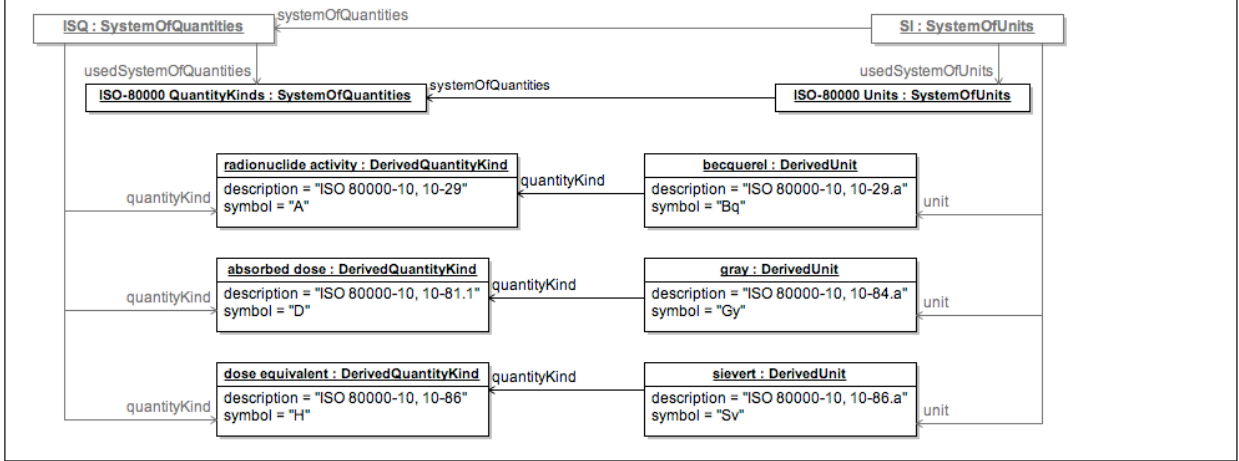 systemOfQuantities
ISQ : SystemOfQuantities
SI : SystemOfUnits
usedSystemOfQuantities
usedSystemOfUnits
systemOfQuantities
ISO-80000 QuantityKinds : SystemOfQuantities
ISO-80000 Units : SystemOfUnits
radionuclide activity : DerivedQuantityKind
becquerel : DerivedUnit
quantityKind
description = "ISO 80000-10, 10-29"
symbol = "A"
quantityKind
description = "ISO 80000-10, 10-29.a"
symbol = "Bq"
unit
absorbed dose : DerivedQuantityKind
gray : DerivedUnit
quantityKind
description = "ISO 80000-10, 10-81.1"
symbol = "D"
quantityKind
description = "ISO 80000-10, 10-84.a"
symbol = "Gy"
unit
dose equivalent : DerivedQuantityKind
sievert : DerivedUnit
quantityKind
description = "ISO 80000-10, 10-86"
symbol = "H"
quantityKind
description = "ISO 80000-10, 10-86.a"
symbol = "Sv"
unit